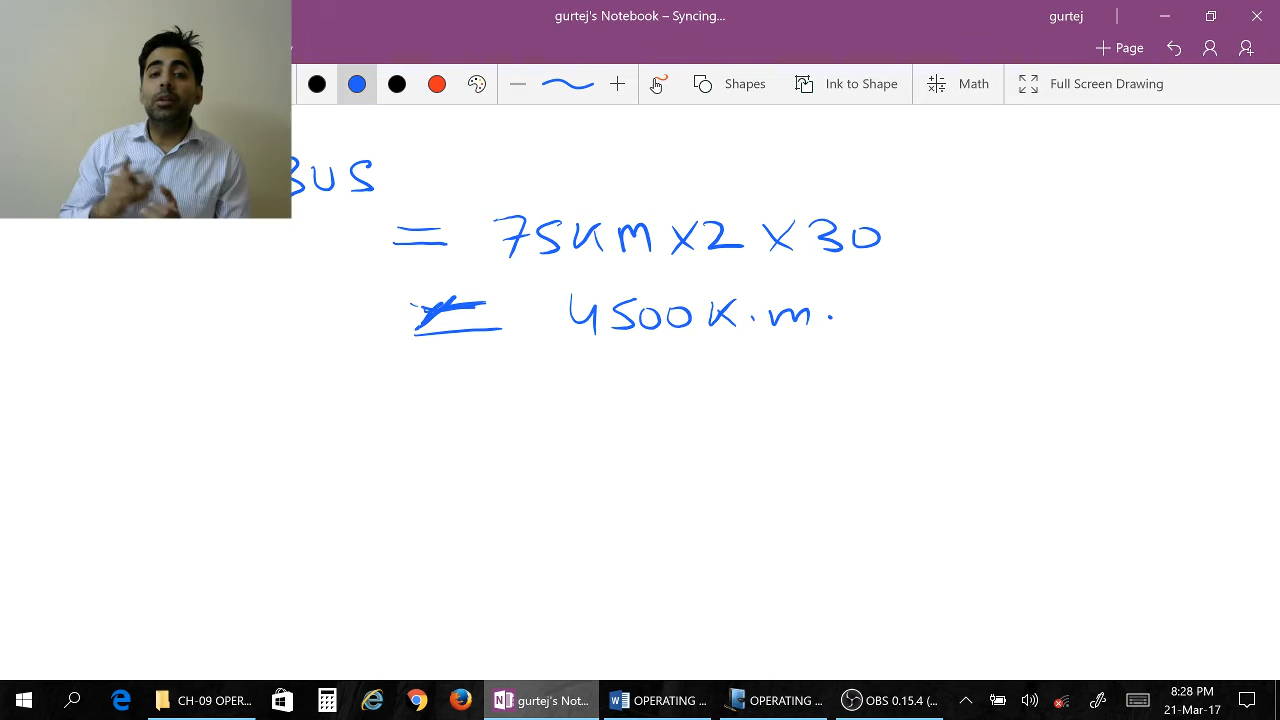 gurtej's Notebook – Syncing...
gurtej
Page
Shapes
Ink to Shape
Math
Full Screen Drawing
BUS
= 75KM X 2 X 30
= 4500K.m.
CH-09 OPER...
gurtej's Not...
OPERATING ...
OPERATING ...
OBS 0.15.4 (...
8:28 PM
21-Mar-17